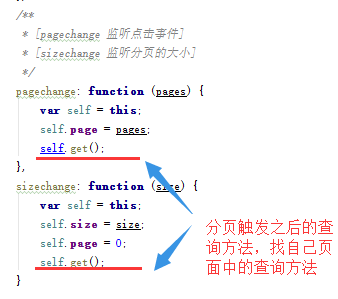 },
/**
 * [pagechange 监听点击事件]
 * [sizechange 监听分页的大小]
 */
pagechange: function (pages) {
    var self = this;
    self.page = pages;
    self.get();
},
sizechange: function (size) {
    var self = this;
    self.size = size;
    self.page = 0;
    self.get();
}
分页触发之后的查
询方法，找自己页
面中的查询方法